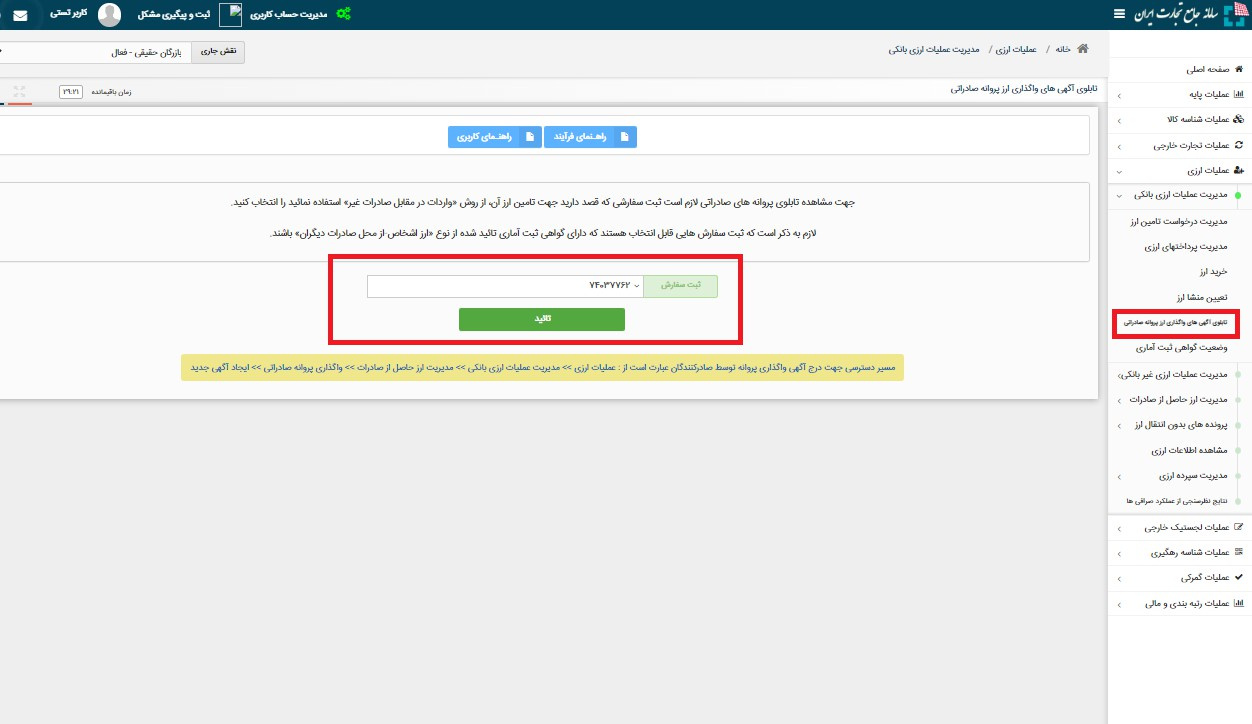 سامانه جامع تجارت ایران
مدیریت حساب کاربری
ثبت و پیگیری مشکل
کاربر تستی
خانه / عملیات ارزی / مدیریت عملیات ارزی بانکی
نقش جاری
بازرگان حقیقی - فعال
تابلوی آگهی های واگذاری ارز پروانه صادراتی
زمان باقیمانده
۲۹:۲۱
راهنمای فرآیند
راهنمای کاربری
جهت مشاهده تابلوی پروانه های صادراتی لازم است ثبت سفارشی که قصد دارید جهت تامین ارز آن، از روش «واردات در مقابل صادرات غیر» استفاده نمائید را انتخاب کنید.
لازم به ذکر است که ثبت سفارش هایی قابل انتخاب هستند که دارای گواهی ثبت آماری تائید شده از نوع «ارز اشخاص-از محل صادرات دیگران» باشند.
ثبت سفارش
۷۴۰۳۷۷۶۲
تائید
مسیر دسترسی جهت درج آگهی واگذاری پروانه توسط صادرکنندگان عبارت است از : عملیات ارزی >> مدیریت عملیات ارزی بانکی >> مدیریت ارز حاصل از صادرات >> واگذاری پروانه صادراتی >> ایجاد آگهی جدید
صفحه اصلی
عملیات پایه
عملیات شناسه کالا
عملیات تجارت خارجی
عملیات ارزی
مدیریت عملیات ارزی بانکی
مدیریت درخواست تامین ارز
مدیریت پرداختهای ارزی
خرید ارز
تعیین منشا ارز
تابلوی آگهی های واگذاری ارز پروانه صادراتی
وضعیت گواهی ثبت آماری
مدیریت عملیات ارزی غیر بانکی
مدیریت ارز حاصل از صادرات
پرونده های بدون انتقال ارز
مشاهده اطلاعات ارزی
مدیریت سپرده ارزی
نتایج نظرسنجی از عملکرد صرافی ها
عملیات لجستیک خارجی
عملیات شناسه رهگیری
عملیات گمرکی
عملیات رتبه بندی و مالی